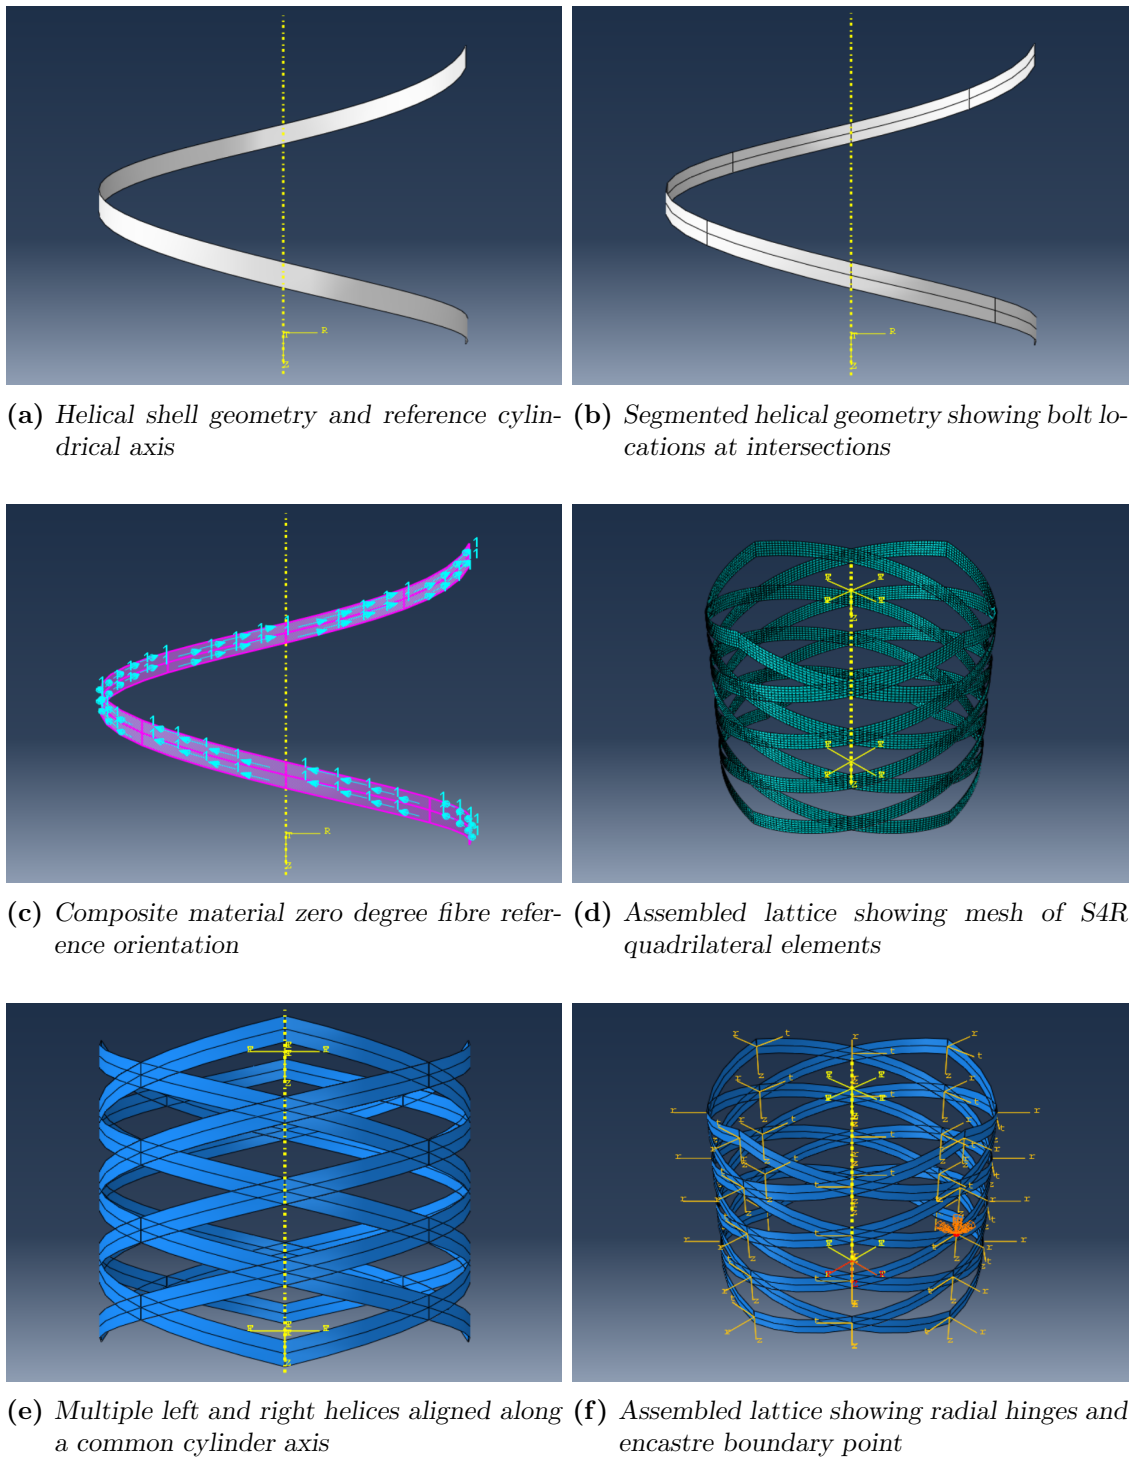 R
T
Z
R
T
Z
(a) Helical shell geometry and reference cylin-
drical axis
(b) Segmented helical geometry showing bolt lo-
cations at intersections
1
R
(c) Composite material zero degree fibre refer-
ence orientation
(d) Assembled lattice showing mesh of S4R
quadrilateral elements
(e) Multiple left and right helices aligned along
a common cylinder axis
(f) Assembled lattice showing radial hinges and
encastre boundary point